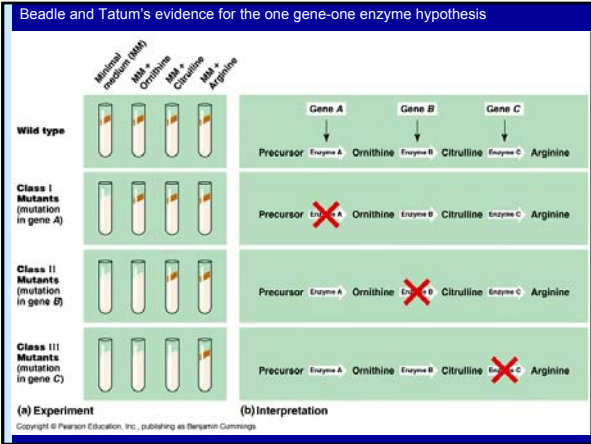 Beadle and Tatum's evidence for the one gene-one enzyme hypothesis
Minimal
medium (MM)
MM +
Ornithine
MM +
Citrulline
MM +
Arginine
Wild type
Gene A
Gene B
Gene C
Precursor Enzyme A Ornithine Enzyme B Citrulline Enzyme C Arginine
Class I
Mutants
(mutation
in gene A)
Precursor A Ornithine Enzyme B Citrulline Enzyme C Arginine
Class II
Mutants
(mutation
in gene B)
Precursor Enzyme A Ornithine Citrulline Enzyme C Arginine
Class III
Mutants
(mutation
in gene C)
Precursor Enzyme A Ornithine Enzyme B Citrulline Arginine
(a) Experiment
(b) Interpretation
Copyright © Pearson Education, Inc., publishing as Benjamin Cummings.